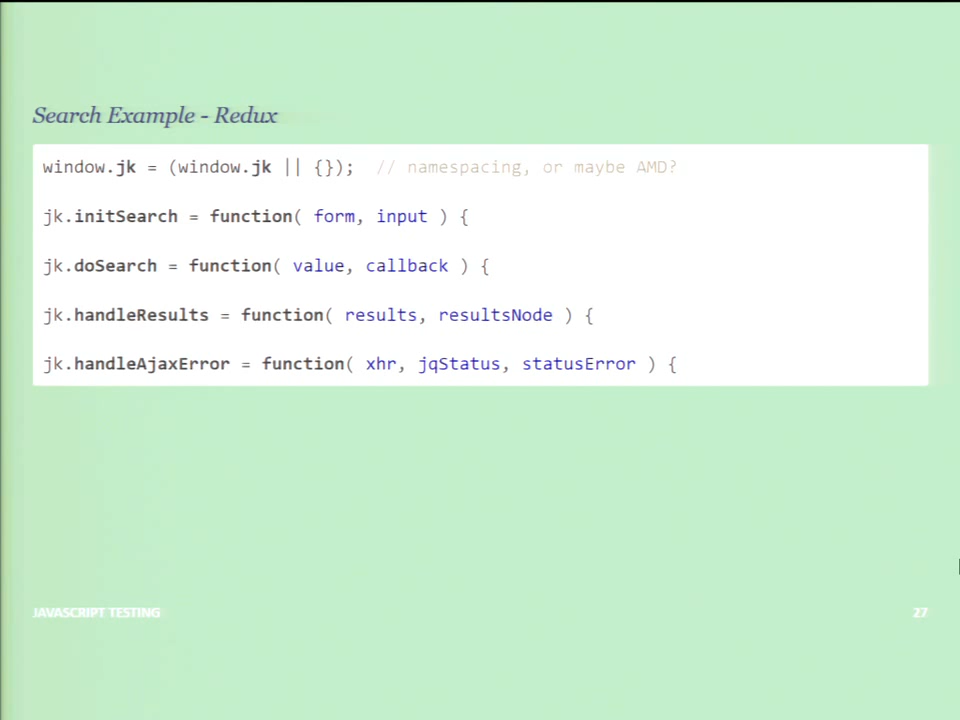 Search Example - Redux
window.jk = (window.jk || {});  // namespacing, or maybe AMD?
jk.initSearch = function( form, input ) {
jk.doSearch = function( value, callback ) {
jk.handleResults = function( results, resultsNode ) {
jk.handleAjaxError = function( xhr, jqStatus, statusError ) {
JAVASCRIPT TESTING
27